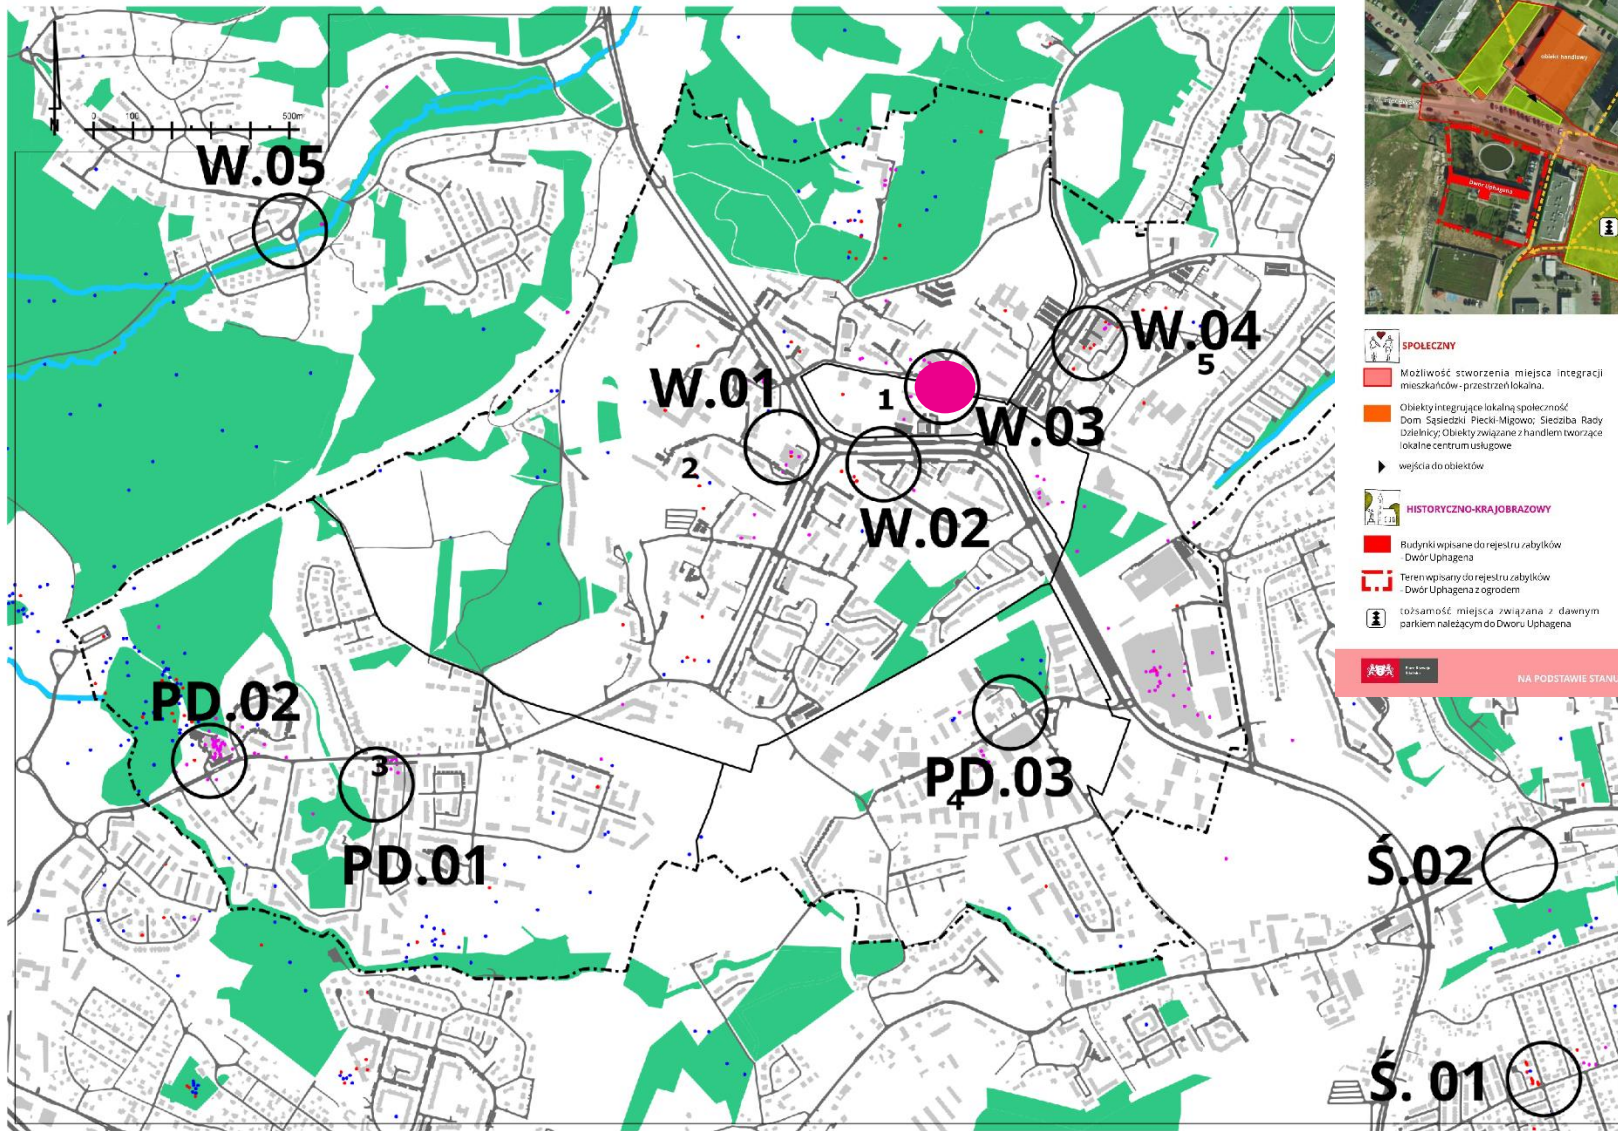 0 100 500m
N
W.05
W.04
5
W.01
1
W.03
2
W.02
PD.02
3
PD.01
PD.03
4
Ś.02
Ś. 01
obiekt handlowy
Dwór Uphagena
SPOŁECZNY
Możliwość stworzenia miejsca integracji
mieszkańców - przestrzeń lokalna.
Obiekty integrujące lokalną społeczność
Dom Sąsiedzki Piecki-Migowo; Siedziba Rady
Dzielnicy; Obiekty związane z handlem tworzące
lokalne centrum usługowe
wejścia do obiektów
HISTORYCZNO-KRAJOBRAZOWY
Budynki wpisane do rejestru zabytków
- Dwór Uphagena
Teren wpisany do rejestru zabytków
- Dwór Uphagena z ogrodem
tożsamość miejsca związana z dawnym
parkiem należącym do Dworu Uphagena
NA PODSTAWIE STANU